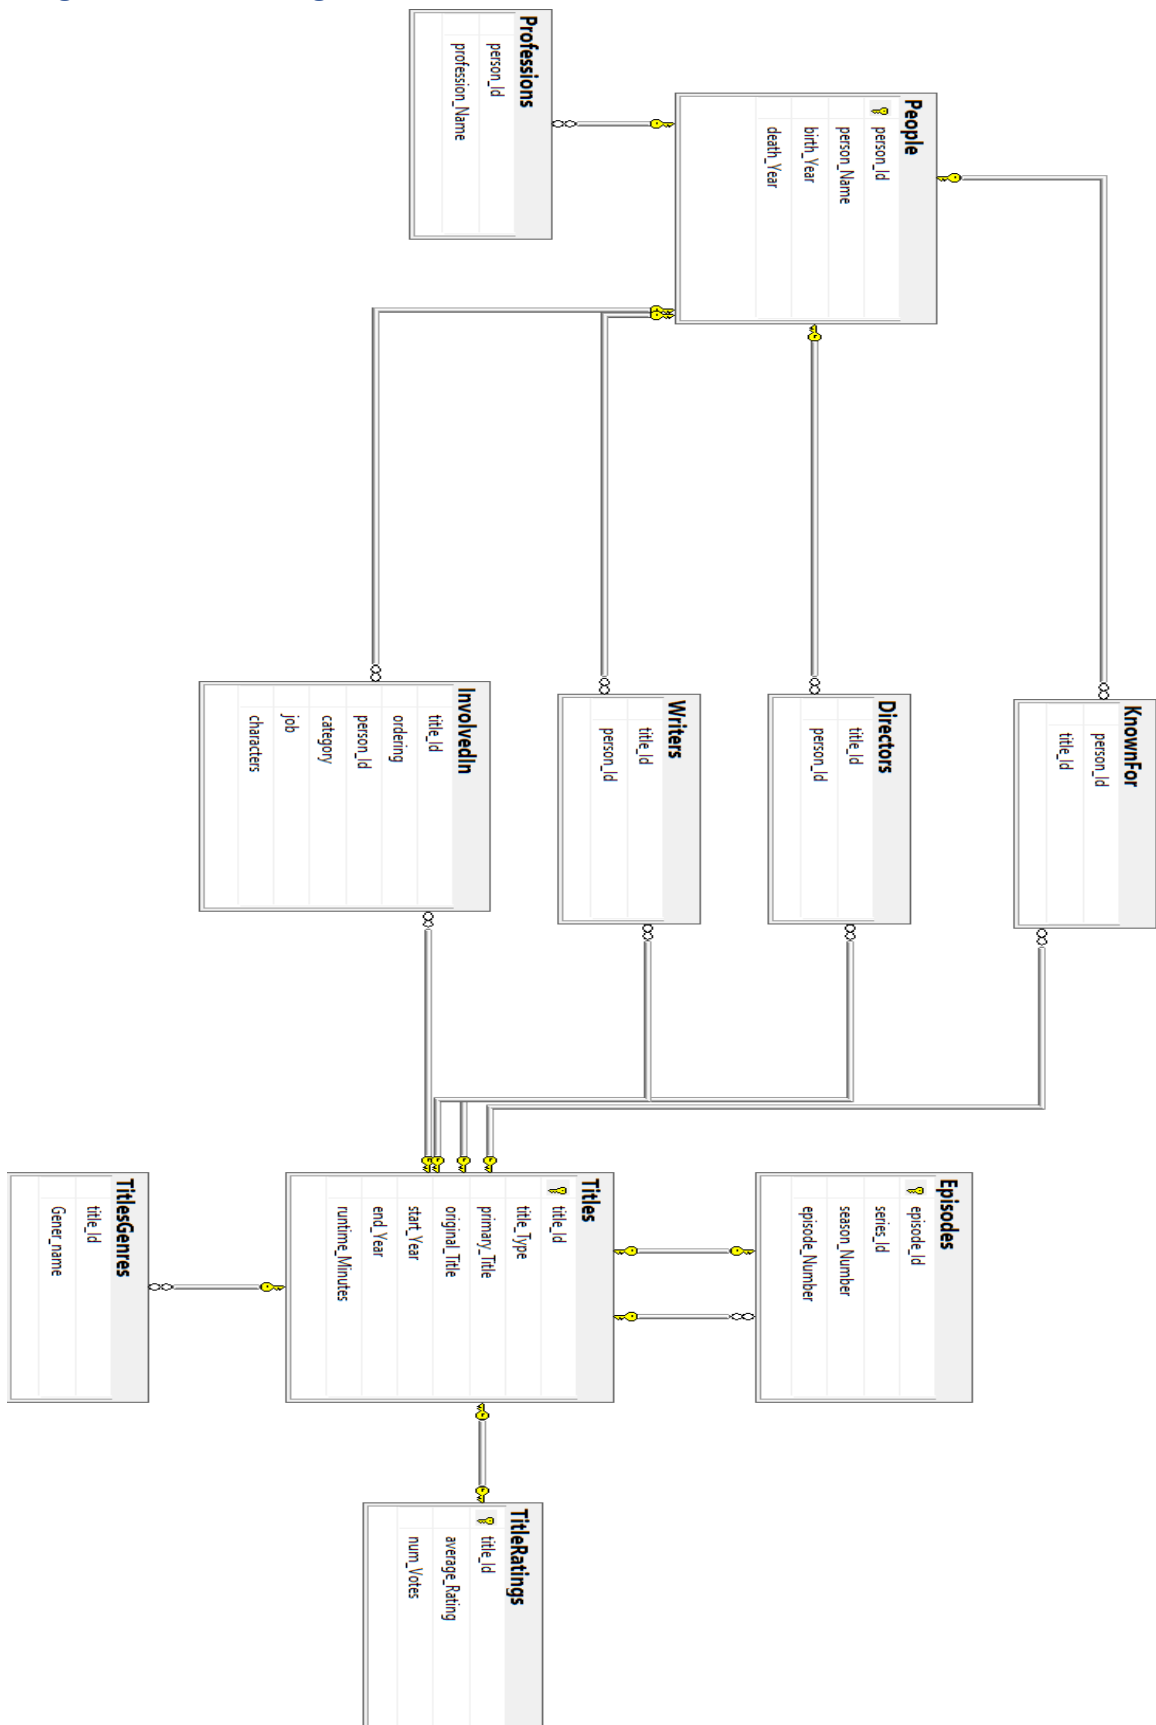 Professions
person_Id
profession_Name
People
person_Id
person_Name
birth_Year
death_Year
KnownFor
person_Id
title_Id
Directors
title_Id
person_Id
Writers
title_Id
person_Id
InvolvedIn
title_Id
ordering
person_Id
category
job
characters
Episodes
episode_Id
series_Id
season_Number
episode_Number
Titles
title_Id
title_Type
primary_Title
original_Title
start_Year
end_Year
runtime_Minutes
TitlesGenres
title_Id
Gener_name
TitleRatings
title_Id
average_Rating
num_Votes